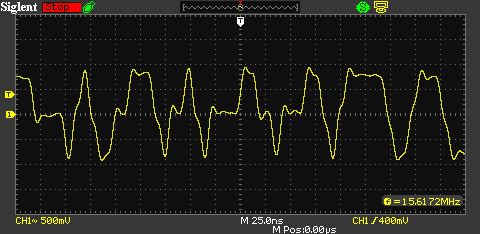 Siglent Stop
T
S
T
1
f = 15.6172MHz
CH1~ 500mV M 25.0ns CH1 / 400mV
M Pos:0.00µs